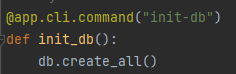 @app.cli.command("init-db")
def init_db():
    db.create_all()